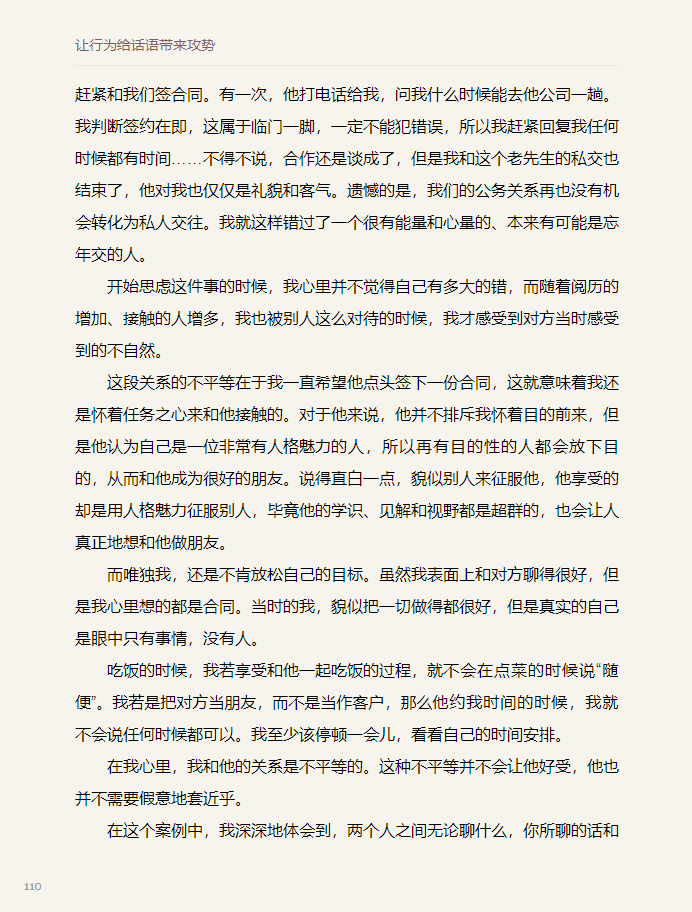 让行为给话语带来攻势
赶紧和我们签合同。有一次，他打电话给我，问我什么时候能去他公司一趟。
我判断签约在即，这属于临门一脚，一定不能犯错误，所以我赶紧回复我任何
时候都有时间……不得不说，合作还是谈成了，但是我和这个老先生的私交也
结束了，他对我也仅仅是礼貌和客气。遗憾的是，我们的公务关系再也没有机
会转化为私人交往。我就这样错过了一个很有能量和心量的、本来有可能是忘
年交的人。
开始思虑这件事的时候，我心里并不觉得自己有多大的错，而随着阅历的
增加、接触的人增多，我也被别人这么对待的时候，我才感受到对方当时感受
到的不自然。
这段关系的不平等在于我一直希望他点头签下一份合同，这就意味着我还
是怀着任务之心来和他接触的。对于他来说，他并不排斥我怀着目的前来，但
是他认为自己是一位非常有人格魅力的人，所以再有目的性的人都会放下目
的，从而和他成为很好的朋友。说得直白一点，貌似别人来征服他，他享受的
却是用人格魅力征服别人，毕竟他的学识、见解和视野都是超群的，也会让人
真正地想和他做朋友。
而唯独我，还是不肯放松自己的目标。虽然我表面上和对方聊得很好，但
是我心里想的都是合同。当时的我，貌似把一切做得都很好，但是真实的自己
是眼中只有事情，没有人。
吃饭的时候，我若享受和他一起吃饭的过程，就不会在点菜的时候说“随
便”。我若是把对方当朋友，而不是当作客户，那么他约我时间的时候，我就
不会说任何时候都可以。我至少该停顿一会儿，看看自己的时间安排。
在我心里，我和他的关系是不平等的。这种不平等并不会让他好受，他也
并不需要假意地套近乎。
在这个案例中，我深深地体会到，两个人之间无论聊什么，你所聊的话和
110